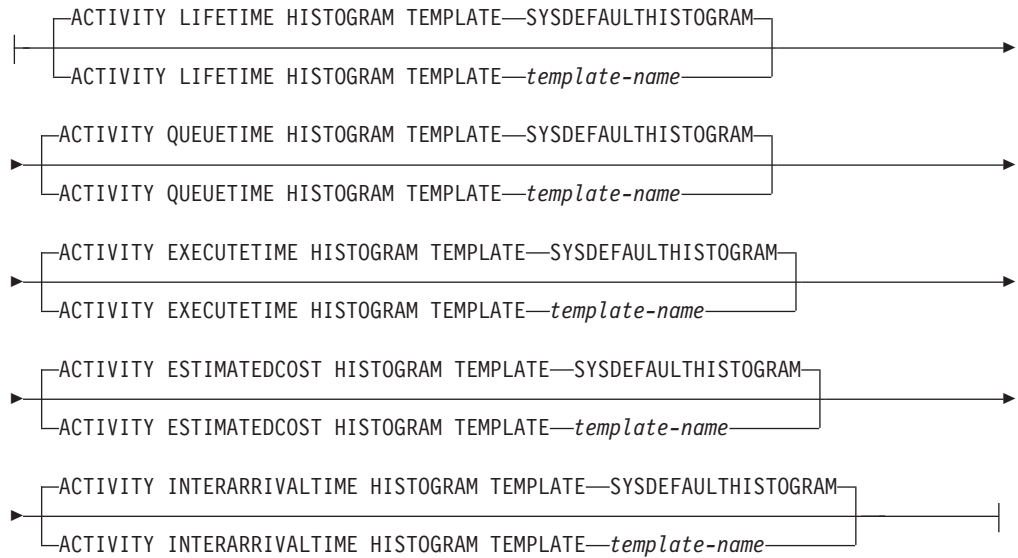 ACTIVITY LIFETIME HISTOGRAM TEMPLATE SYSDEFAULTHISTOGRAM
ACTIVITY LIFETIME HISTOGRAM TEMPLATE template-name
ACTIVITY QUEUETIME HISTOGRAM TEMPLATE SYSDEFAULTHISTOGRAM
ACTIVITY QUEUETIME HISTOGRAM TEMPLATE template-name
ACTIVITY EXECUTETIME HISTOGRAM TEMPLATE SYSDEFAULTHISTOGRAM
ACTIVITY EXECUTETIME HISTOGRAM TEMPLATE template-name
ACTIVITY ESTIMATEDCOST HISTOGRAM TEMPLATE SYSDEFAULTHISTOGRAM
ACTIVITY ESTIMATEDCOST HISTOGRAM TEMPLATE template-name
ACTIVITY INTERARRIVALTIME HISTOGRAM TEMPLATE SYSDEFAULTHISTOGRAM
ACTIVITY INTERARRIVALTIME HISTOGRAM TEMPLATE template-name